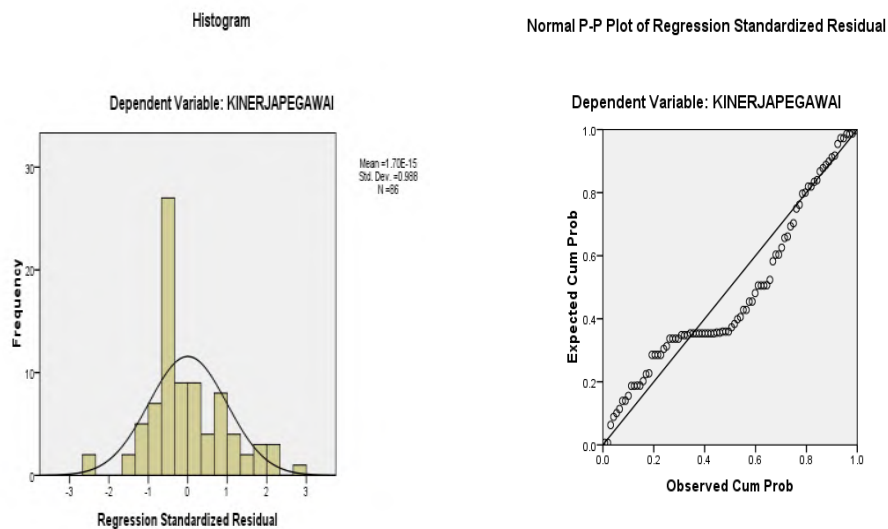 Histogram
Dependent Variable: KINERJAPEGAWAI
30
20
10
0
Frequency
-3 -2 -1 0 1 2 3
Regression Standardized Residual
Mean =1.70E-15
Std. Dev. =0.988
N =86
Normal P-P Plot of Regression Standardized Residual
Dependent Variable: KINERJAPEGAWAI
1.0
0.8
0.6
0.4
0.2
0.0
Expected Cum Prob
0.0 0.2 0.4 0.6 0.8 1.0
Observed Cum Prob